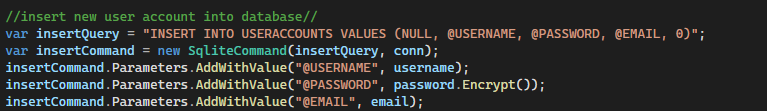 //insert new user account into database//
var insertQuery = "INSERT INTO USERACCOUNTS VALUES (NULL, @USERNAME, @PASSWORD, @EMAIL, 0)";
var insertCommand = new SqliteCommand(insertQuery, conn);
insertCommand.Parameters.AddWithValue("@USERNAME", username);
insertCommand.Parameters.AddWithValue("@PASSWORD", password.Encrypt());
insertCommand.Parameters.AddWithValue("@EMAIL", email);